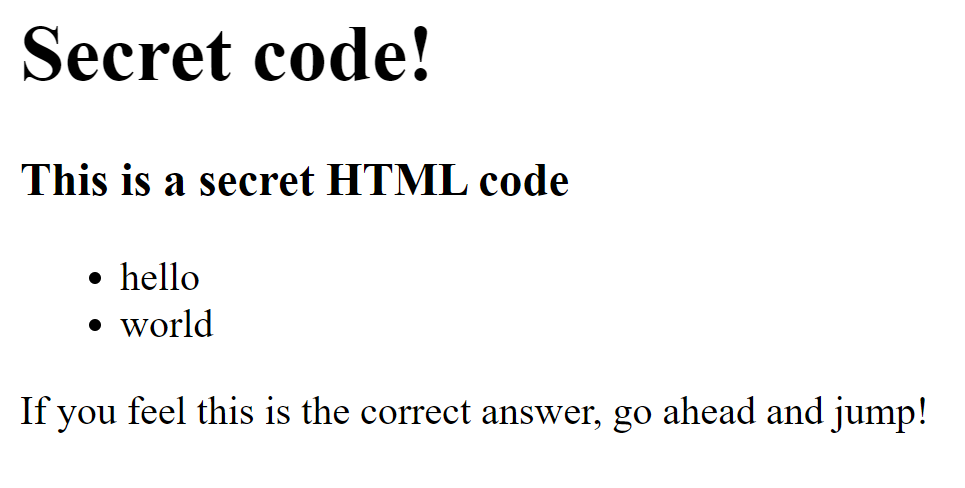 Secret code!
This is a secret HTML code
• hello
• world
If you feel this is the correct answer, go ahead and jump!